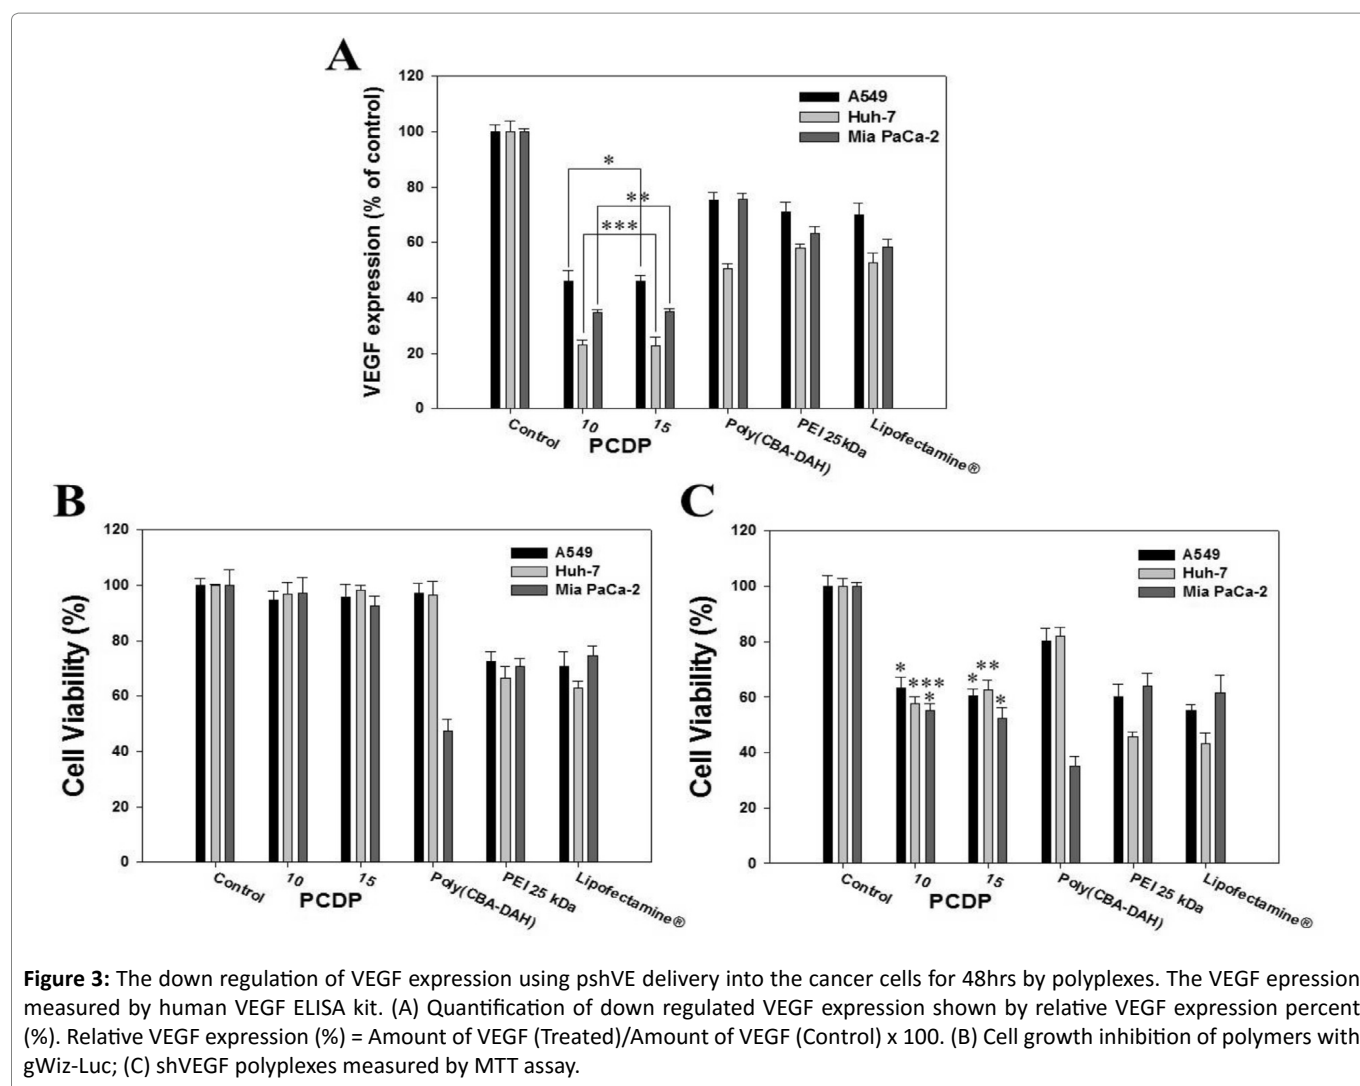 A
VEGF expression (% of control)
120
100
80
60
40
20
0
A549
Huh-7
Mia PaCa-2
*
**
***
Control
10
15
PCDP
Poly(CBA-DAH)
PEI 25kDa
Lipofectamine®
B
Cell Viability (%)
120
100
80
60
40
20
0
A549
Huh-7
Mia PaCa-2
Control
10
15
PCDP
Poly(CBA-DAH)
PEI 25 kDa
Lipofectamine®
C
Cell Viability (%)
120
100
80
60
40
20
0
A549
Huh-7
Mia PaCa-2
*
***
*
*
**
*
Control
10
15
PCDP
Poly(CBA-DAH)
PEI 25 kDa
Lipofectamine®
Figure 3: The down regulation of VEGF expression using pshVE delivery into the cancer cells for 48hrs by polyplexes. The VEGF epression
measured by human VEGF ELISA kit. (A) Quantification of down regulated VEGF expression shown by relative VEGF expression percent
(%). Relative VEGF expression (%) = Amount of VEGF (Treated)/Amount of VEGF (Control) x 100. (B) Cell growth inhibition of polymers with
gWiz-Luc; (C) shVEGF polyplexes measured by MTT assay.